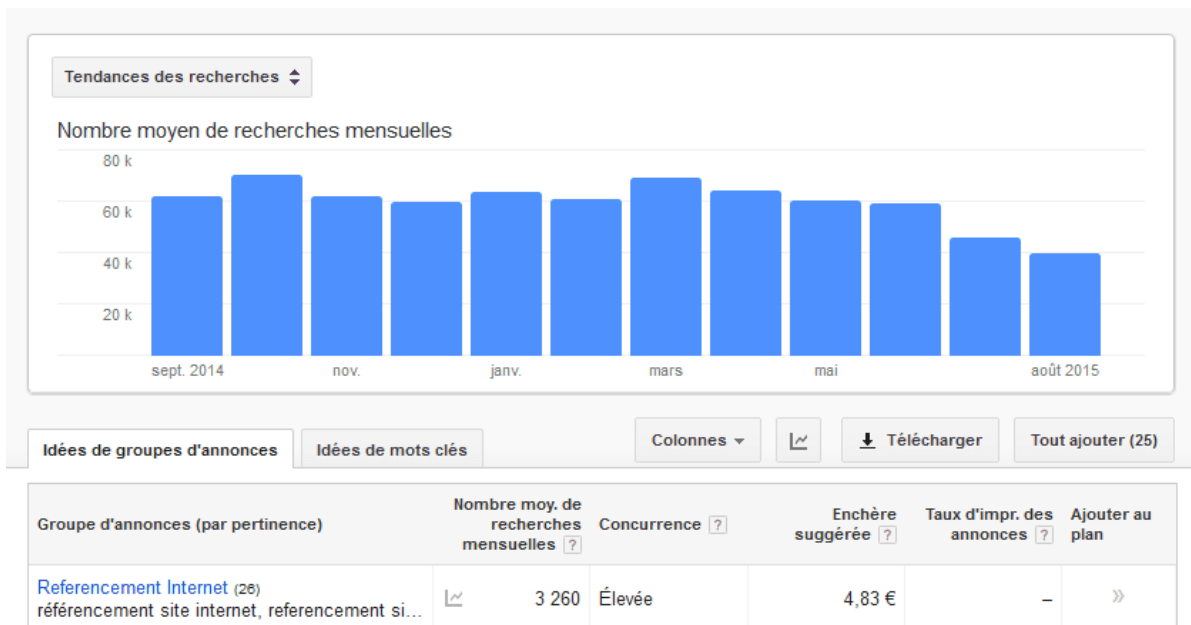 Tendances des recherches
Nombre moyen de recherches mensuelles
80 k
60 k
40 k
20 k
sept. 2014 nov. janv. mars mai août 2015
Idées de groupes d'annonces Idées de mots clés Colonnes Télécharger Tout ajouter (25)
Groupe d'annonces (par pertinence)
Nombre moy. de
recherches
mensuelles ?
Concurrence ?
Enchère
suggérée ?
Taux d'impr. des
annonces ?
Ajouter au
plan
Referencement Internet (26)
référencement site internet, referencement si...
3 260 Élevée 4,83 € – »